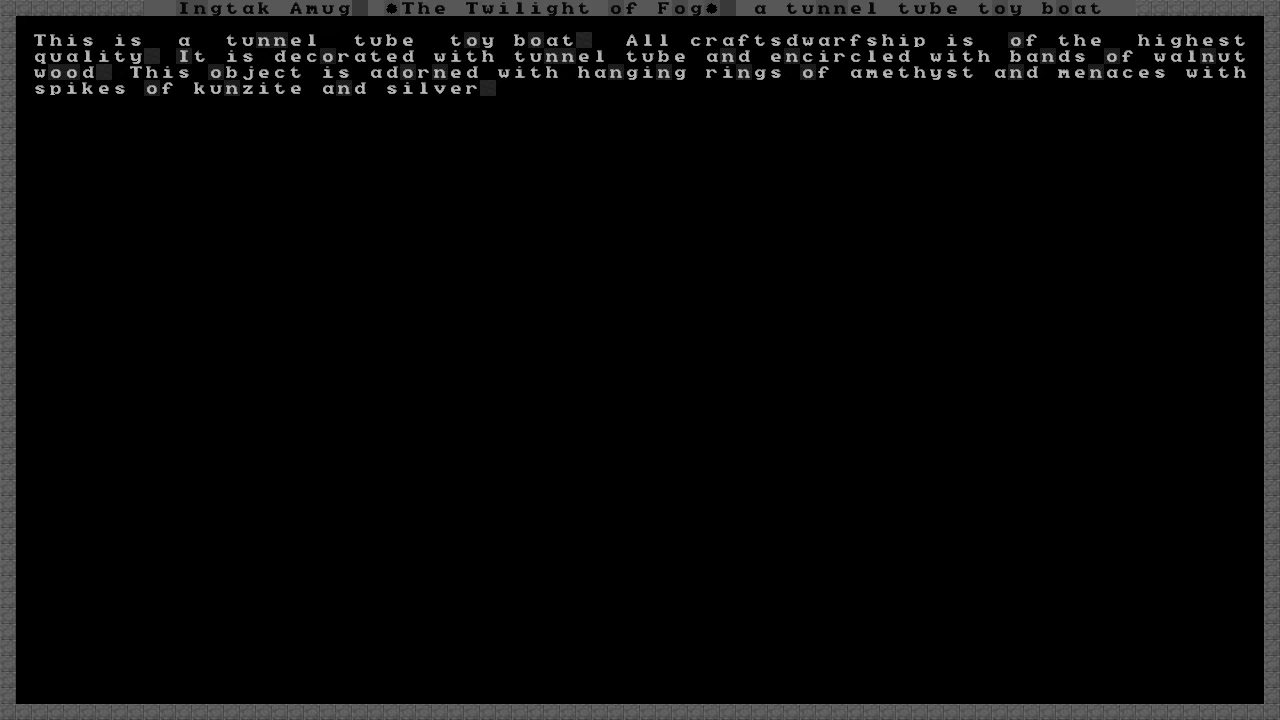 Ingtak Amug ✹The Twilight of Fog✹ a tunnel tube toy boat
This is a tunnel tube toy boat All craftsdwarfship is of the highest
quality It is decorated with tunnel tube and encircled with bands of walnut
wood This object is adorned with hanging rings of amethyst and menaces with
spikes of kunzite and silver